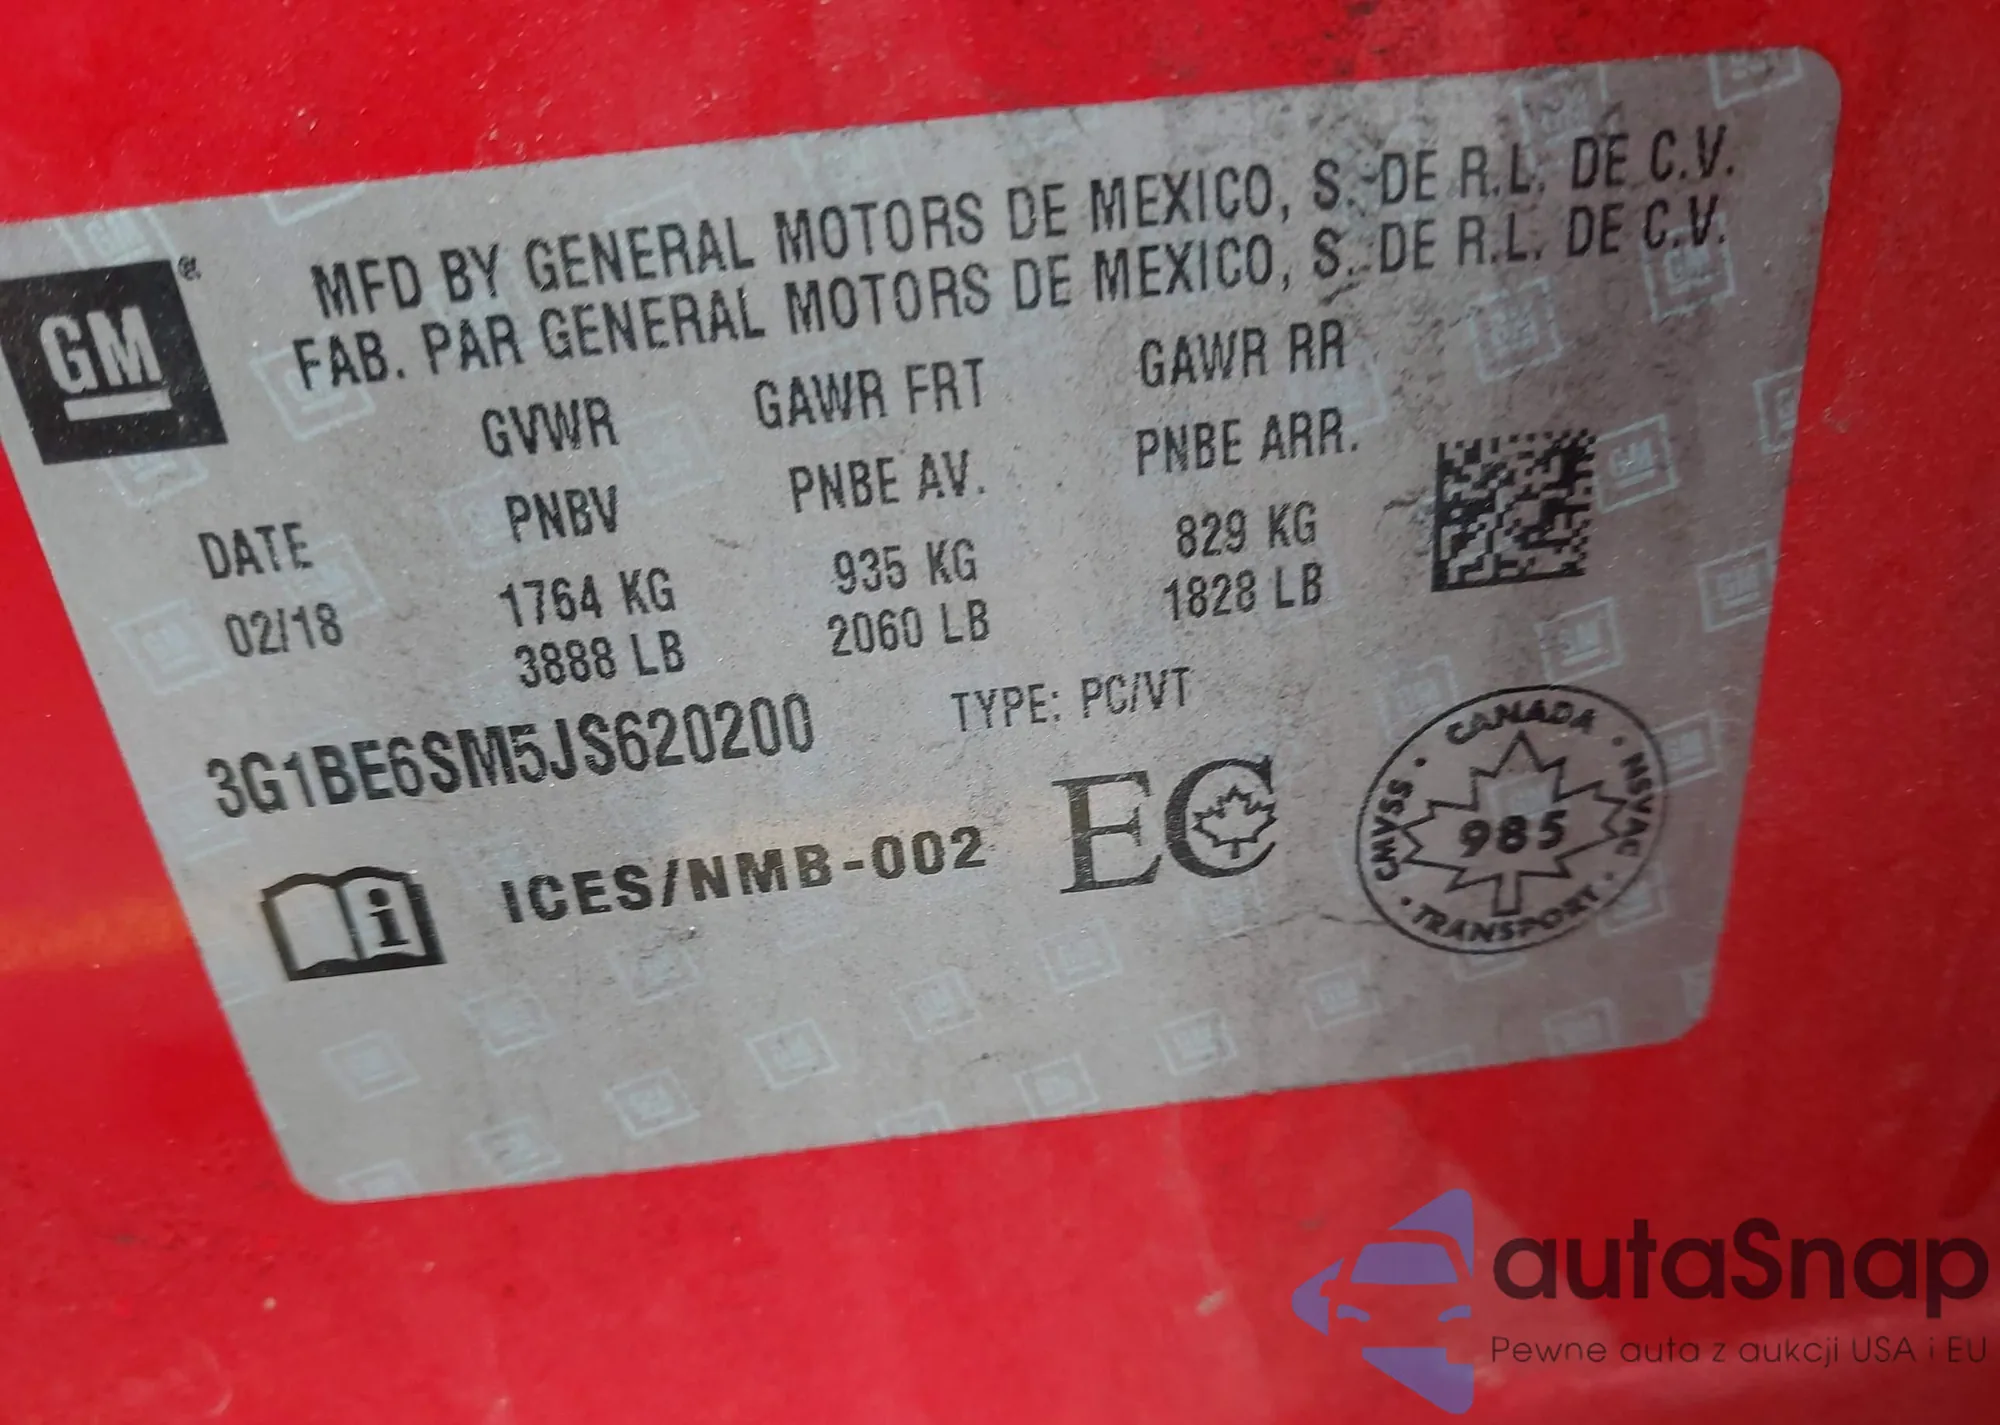 GM
MFD BY GENERAL MOTORS DE MEXICO, S. DE R.L. DE C.V.
FAB. PAR GENERAL MOTORS DE MEXICO, S. DE R.L. DE C.V.
GVWR GAWR FRT GAWR RR
DATE PNBV PNBE AV. PNBE ARR.
02/18 1764 KG 935 KG 829 KG
3888 LB 2060 LB 1828 LB
3G1BE6SM5JS620200 TYPE: PC/VT
i ICES/NMB-002 EC
CANADA
CMVSS 985 NSVAC
TRANSPORT
autaSnap
Pewne auta z aukcji USA i EU